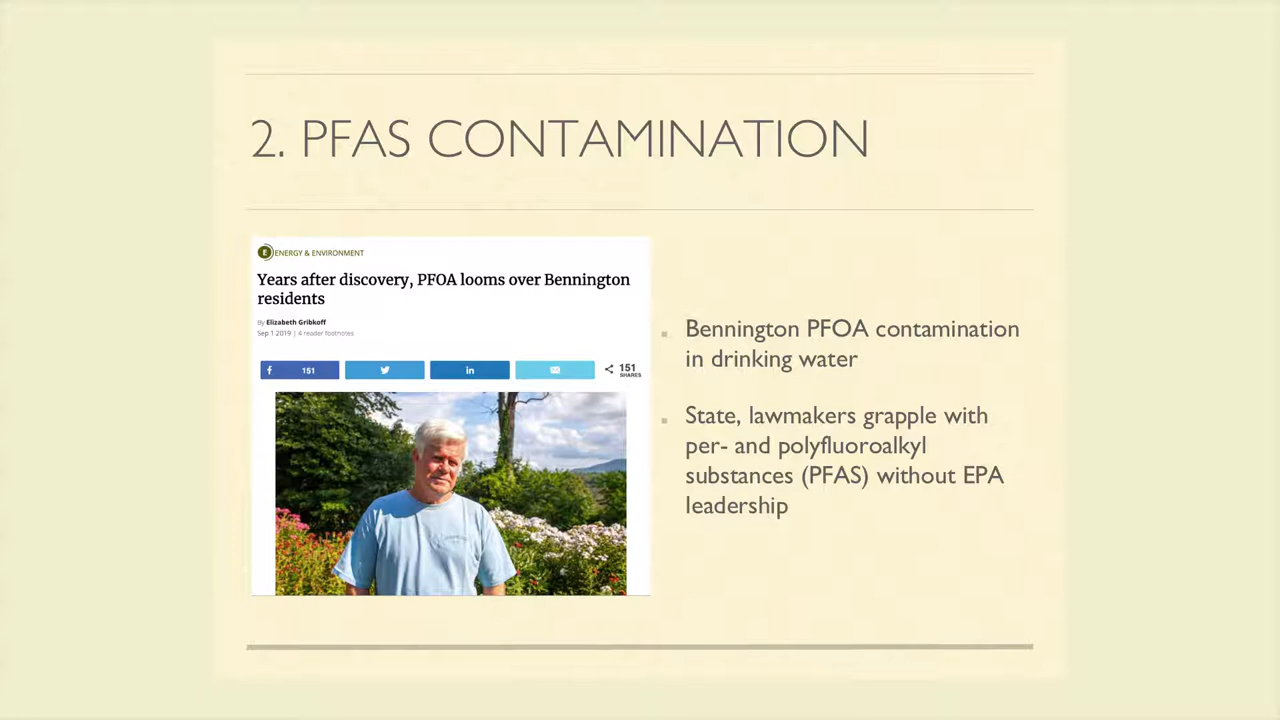 2. PFAS CONTAMINATION
E ENERGY & ENVIRONMENT
Years after discovery, PFOA looms over Bennington
residents
By Elizabeth Gribkoff
Sep 1 2019 | 4 reader footnotes
f 151
in
151
SHARES
Bennington PFOA contamination
in drinking water
State, lawmakers grapple with
per- and polyfluoroalkyl
substances (PFAS) without EPA
leadership